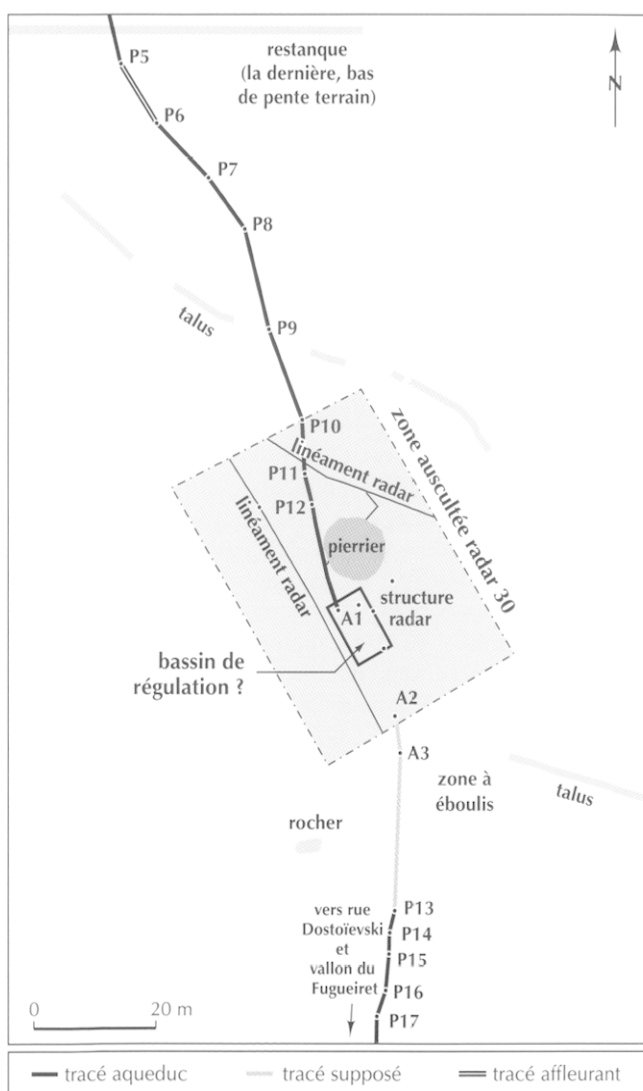 restanque
(la dernière, bas
de pente terrain)
N
P5
P6
P7
P8
talus
P9
P10
linéament radar
zone auscultée radar 30
P11
P12
linéament radar
pierrier
structure
radar
A1
bassin de
régulation ?
A2
A3
zone à
éboulis
talus
rocher
vers rue
Dostoïevski
et
vallon du
Fugueiret
P13
P14
P15
P16
P17
0 20 m
tracé aqueduc tracé supposé tracé affleurant